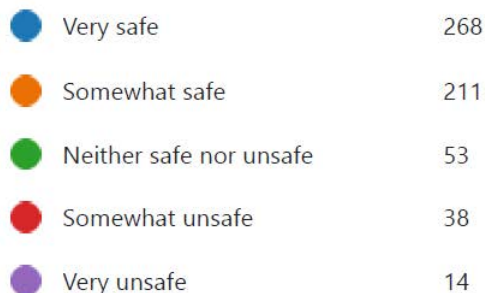 Very safe 268
Somewhat safe 211
Neither safe nor unsafe 53
Somewhat unsafe 38
Very unsafe 14